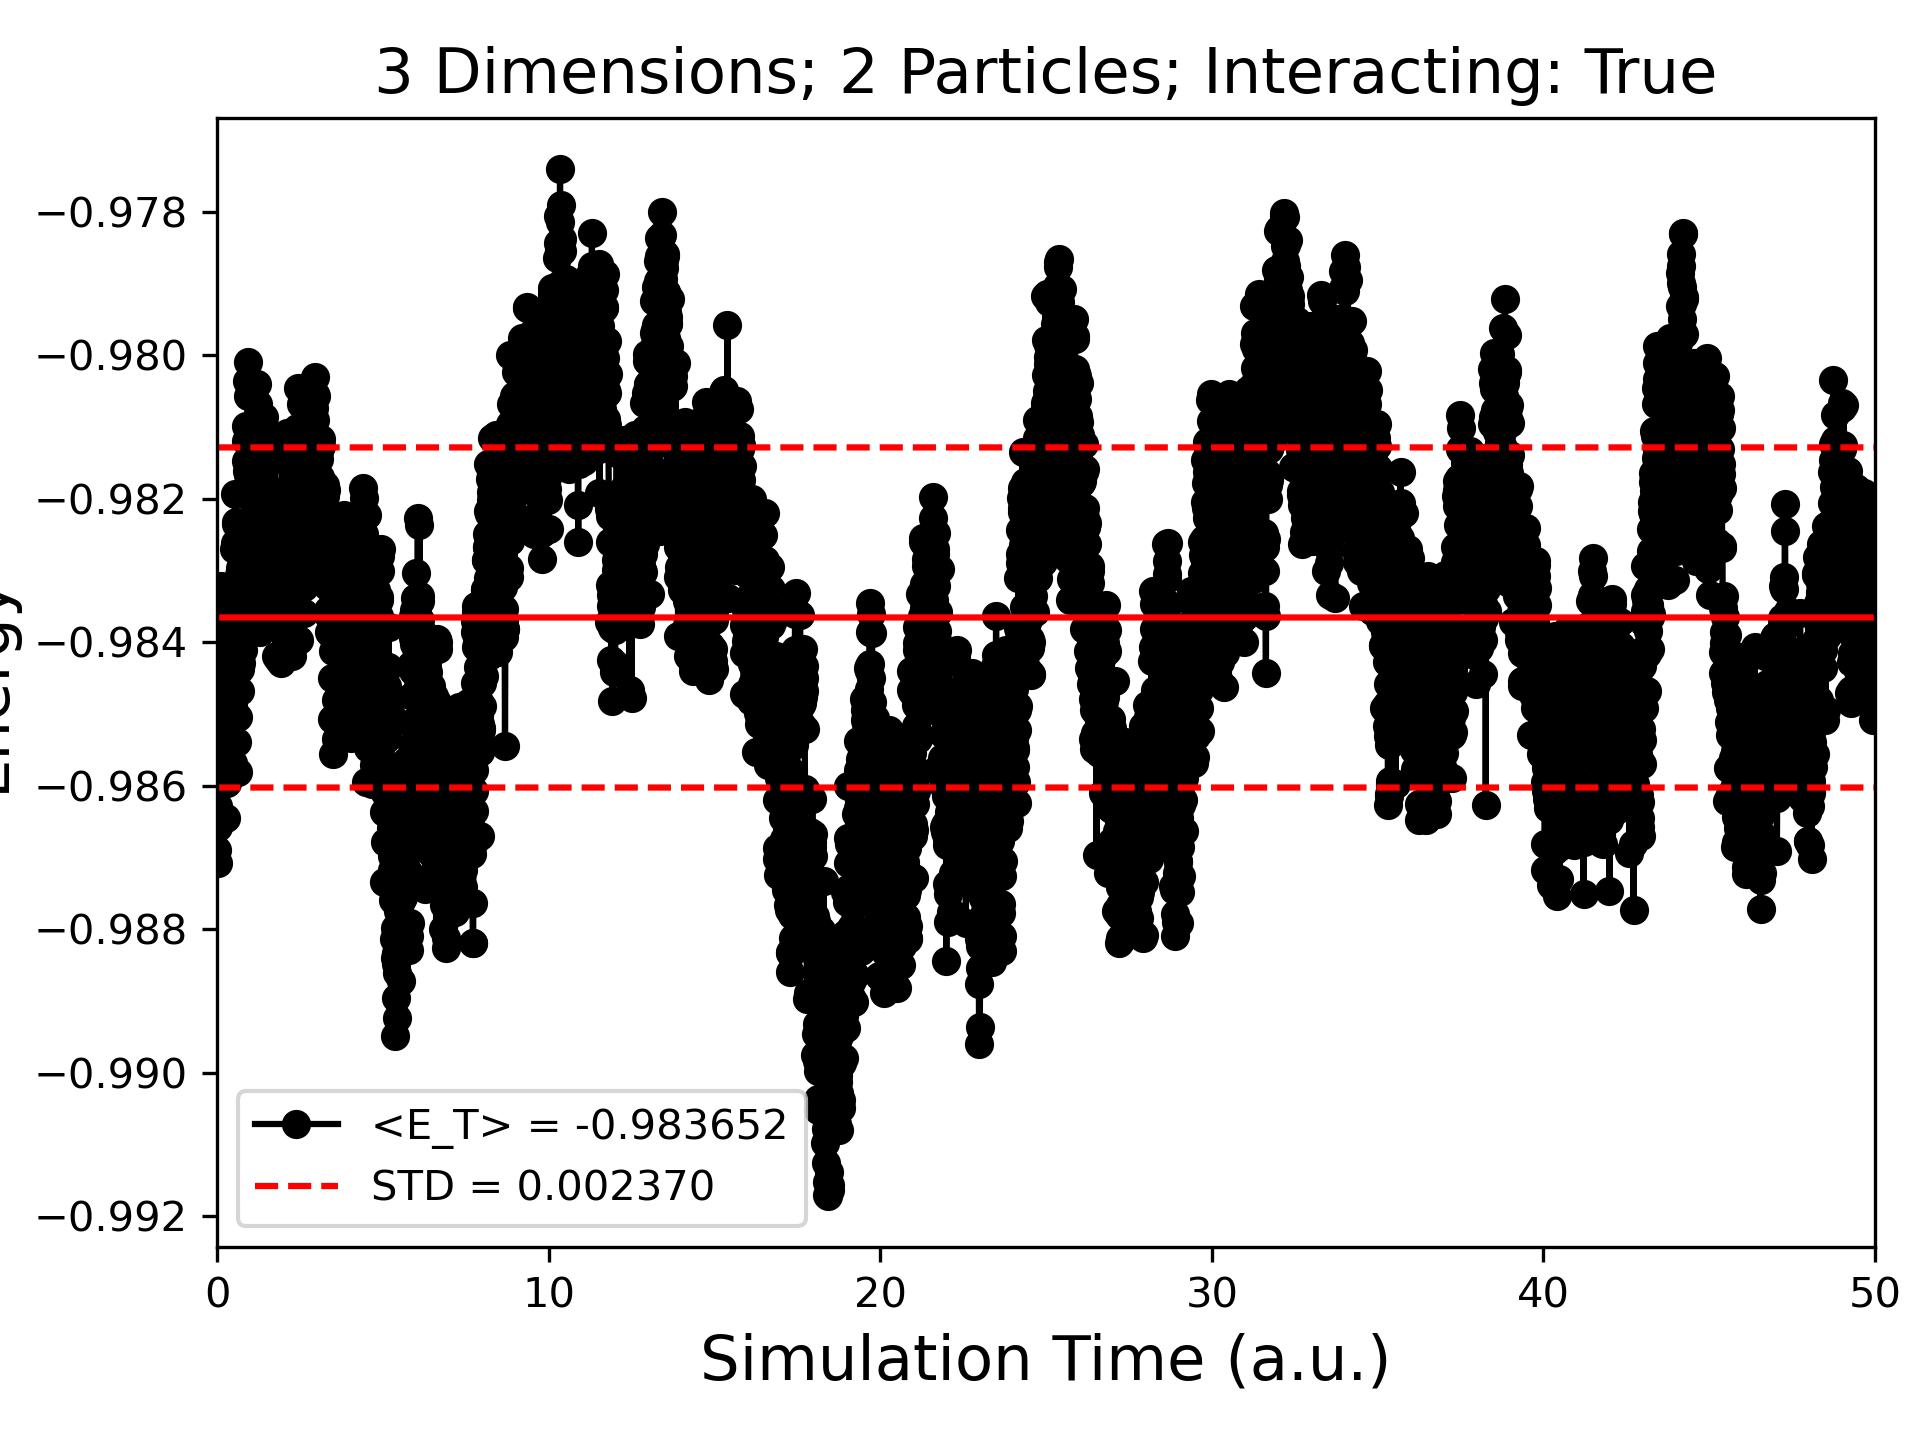 3 Dimensions; 2 Particles; Interacting: True
−0.978
−0.980
−0.982
−0.984
−0.986
−0.988
−0.990
−0.992
<E_T> = -0.983652
STD = 0.002370
0 10 20 30 40 50
Simulation Time (a.u.)